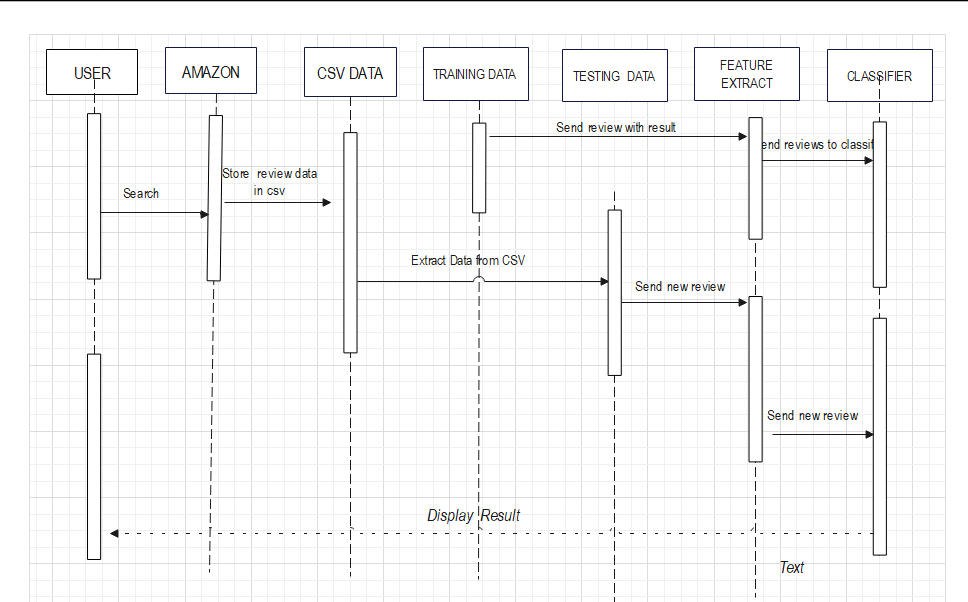 USER
AMAZON
CSV DATA
TRAINING DATA
TESTING DATA
FEATURE
EXTRACT
CLASSIFIER
Send review with result
end reviews to classif
Store review data
in csv
Search
Extract Data from CSV
Send new review
Send new review
Display Result
Text